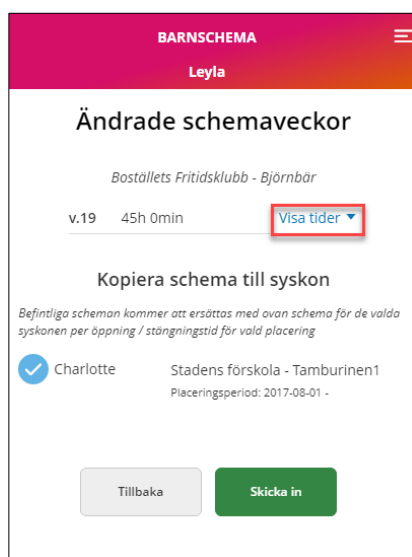 BARNSCHEMA
Leyla
Ändrade schemaveckor
Boställets Fritidsklubb - Björnbär
v.19 45h 0min Visa tider
Kopiera schema till syskon
Befintliga scheman kommer att ersättas med ovan schema för de valda
syskonen per öppning / stängningstid för vald placering
Charlotte Stadens förskola - Tamburinen1
Placeringsperiod: 2017-08-01 -
Tillbaka Skicka in